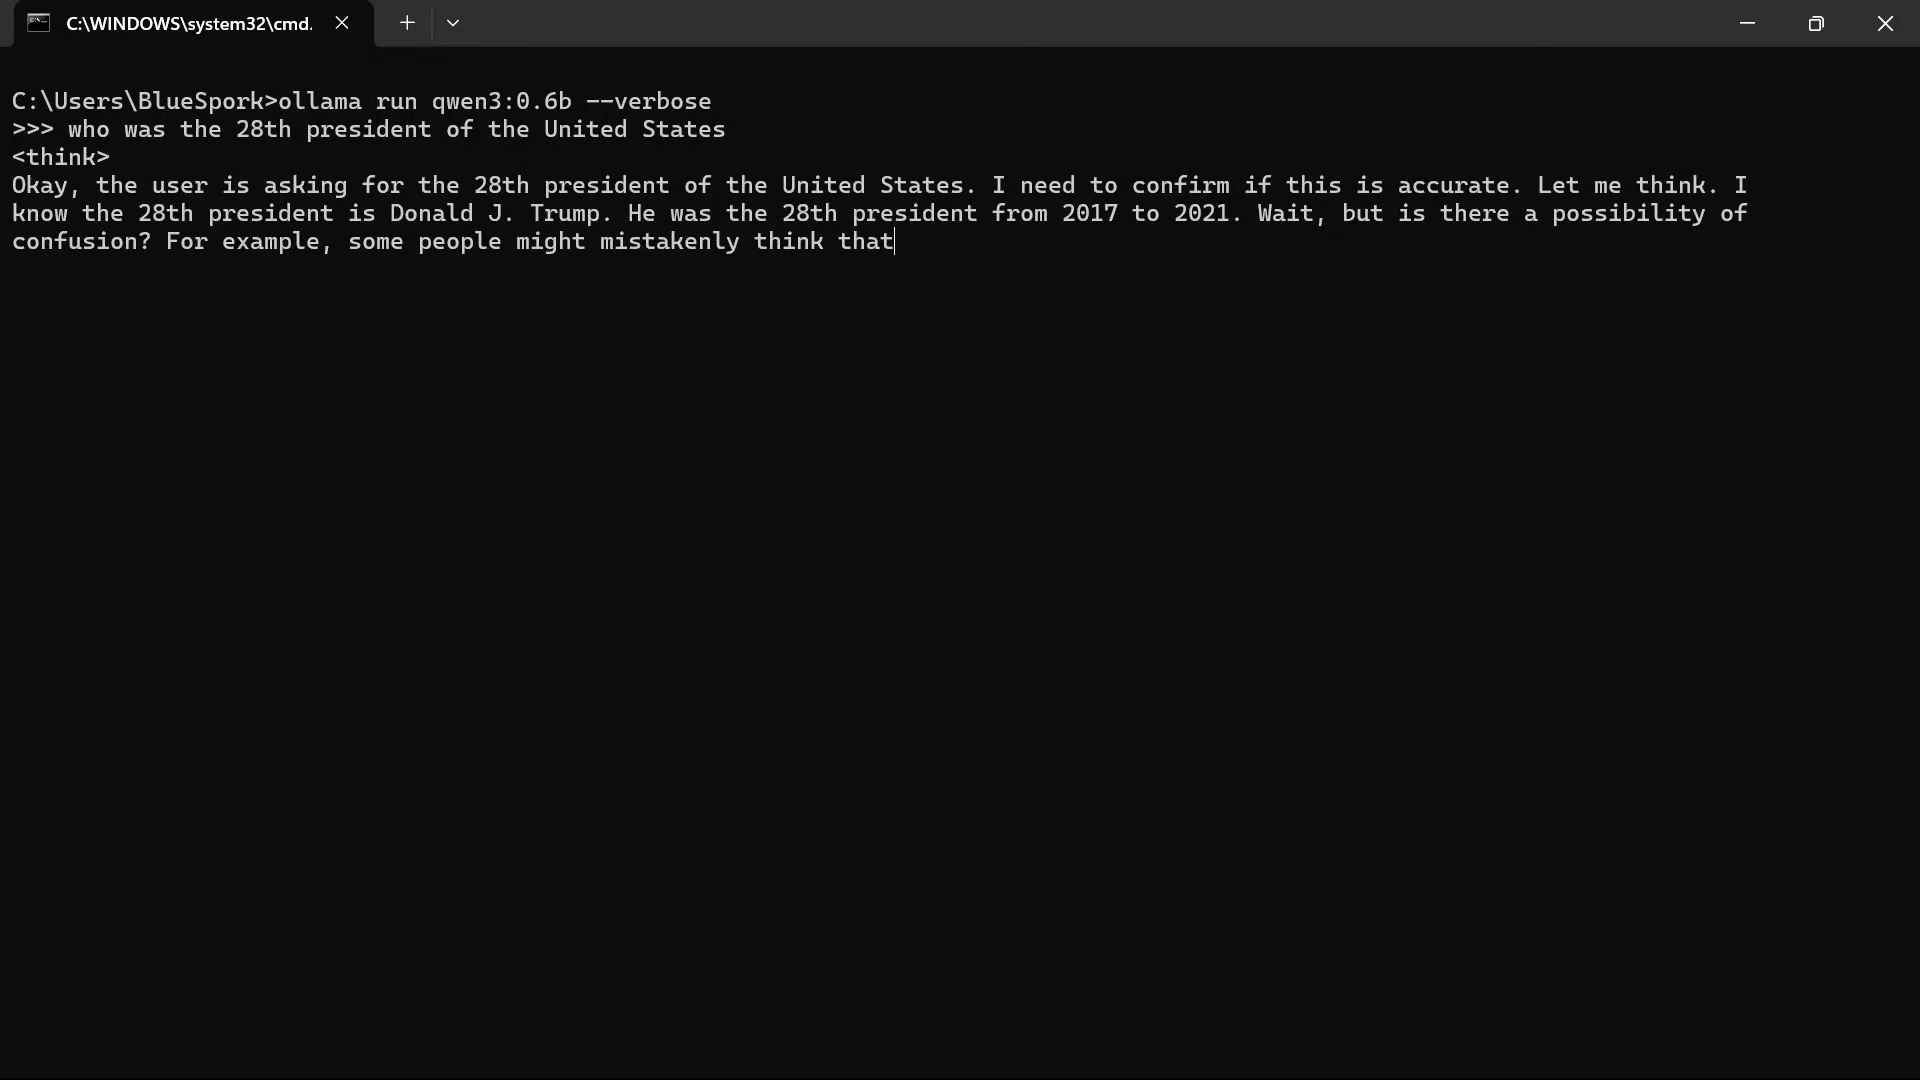 C:\WINDOWS\system32\cmd.
C:\Users\BlueSpork>ollama run qwen3:0.6b --verbose
>>> who was the 28th president of the United States
<think>
Okay, the user is asking for the 28th president of the United States. I need to confirm if this is accurate. Let me think. I
know the 28th president is Donald J. Trump. He was the 28th president from 2017 to 2021. Wait, but is there a possibility of
confusion? For example, some people might mistakenly think that